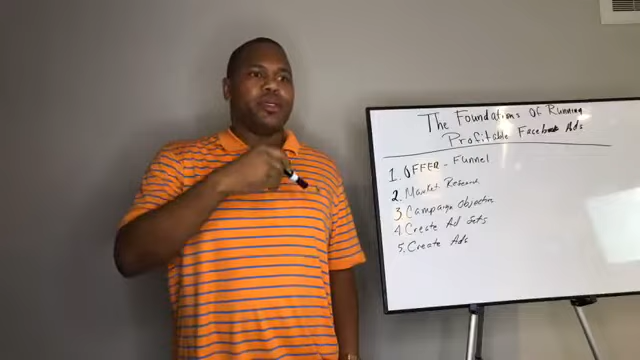 The Foundations Of Running
Profitable Facebook Ads
1. OFFER - Funnel
2. Market Research
3 Campaign Objective
4 Create Ad Sets
5. Create Ads